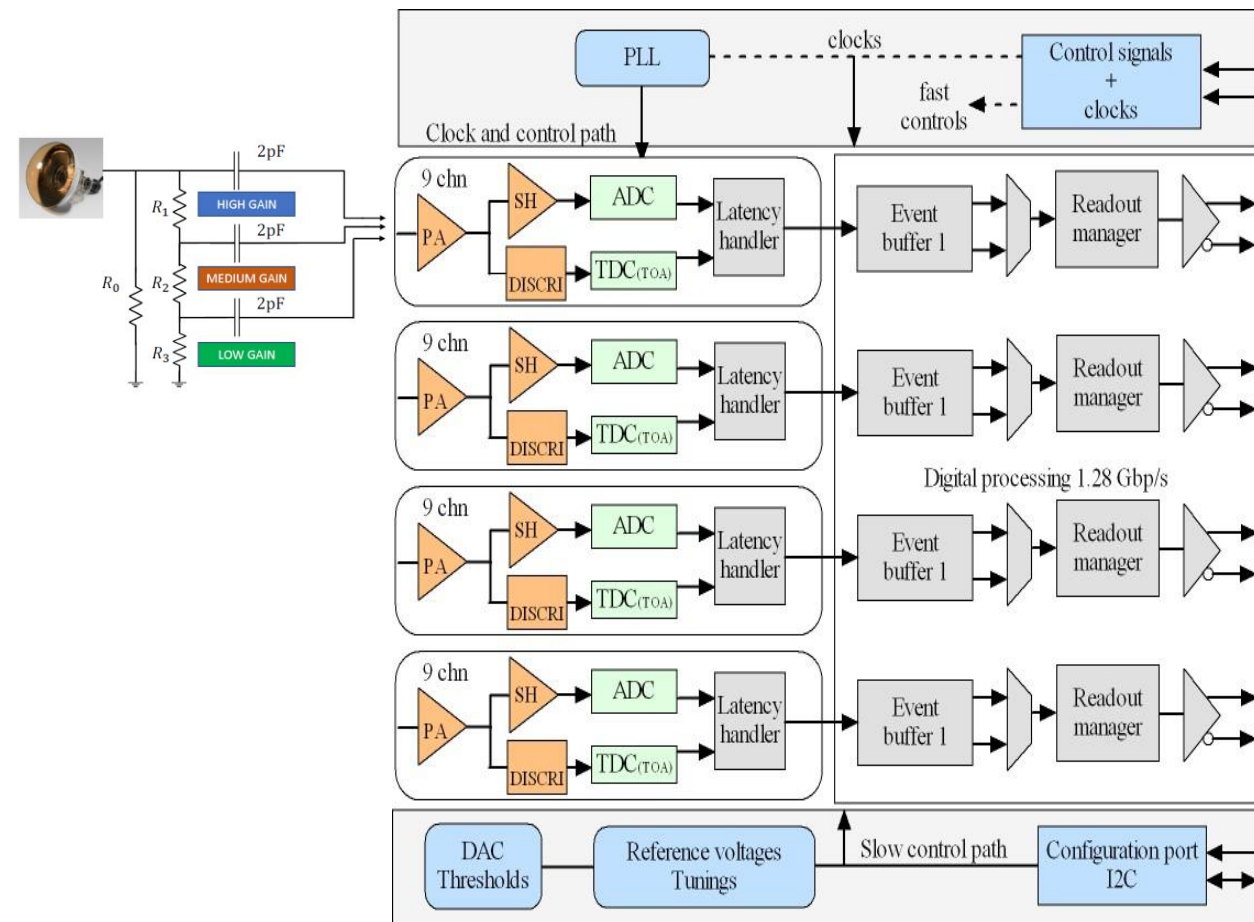 PLL
clocks
Control signals
+
clocks
fast
controls
Clock and control path
2pF
R₁
HIGH GAIN
2pF
R₀
R₂
MEDIUM GAIN
2pF
R₃
LOW GAIN
9 chn
PA
SH
ADC
DISCRI
TDC(TOA)
Latency
handler
Event
buffer 1
Readout
manager
9 chn
PA
SH
ADC
DISCRI
TDC(TOA)
Latency
handler
Event
buffer 1
Readout
manager
Digital processing 1.28 Gbp/s
9 chn
PA
SH
ADC
DISCRI
TDC(TOA)
Latency
handler
Event
buffer 1
Readout
manager
9 chn
PA
SH
ADC
DISCRI
TDC(TOA)
Latency
handler
Event
buffer 1
Readout
manager
DAC
Thresholds
Reference voltages
Tunings
Slow control path
Configuration port
I2C